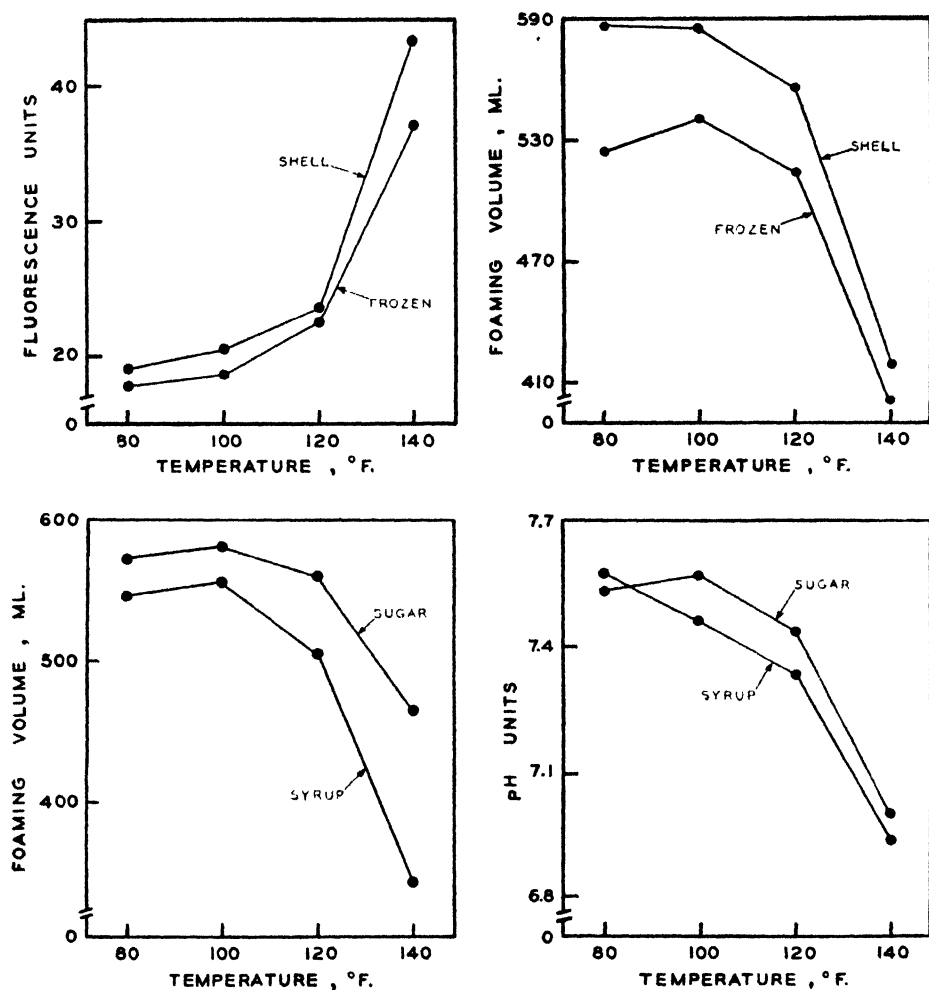 FLUORESCENCE UNITS
40
30
20
0
SHELL
FROZEN
80 100 120 140
TEMPERATURE , °F.
FOAMING VOLUME , ML.
590
530
470
410
0
SHELL
FROZEN
80 100 120 140
TEMPERATURE , °F.
FOAMING VOLUME , ML.
600
500
400
0
SUGAR
SYRUP
80 100 120 140
TEMPERATURE , °F.
pH UNITS
7.7
7.4
7.1
6.8
0
SUGAR
SYRUP
80 100 120 140
TEMPERATURE , °F.